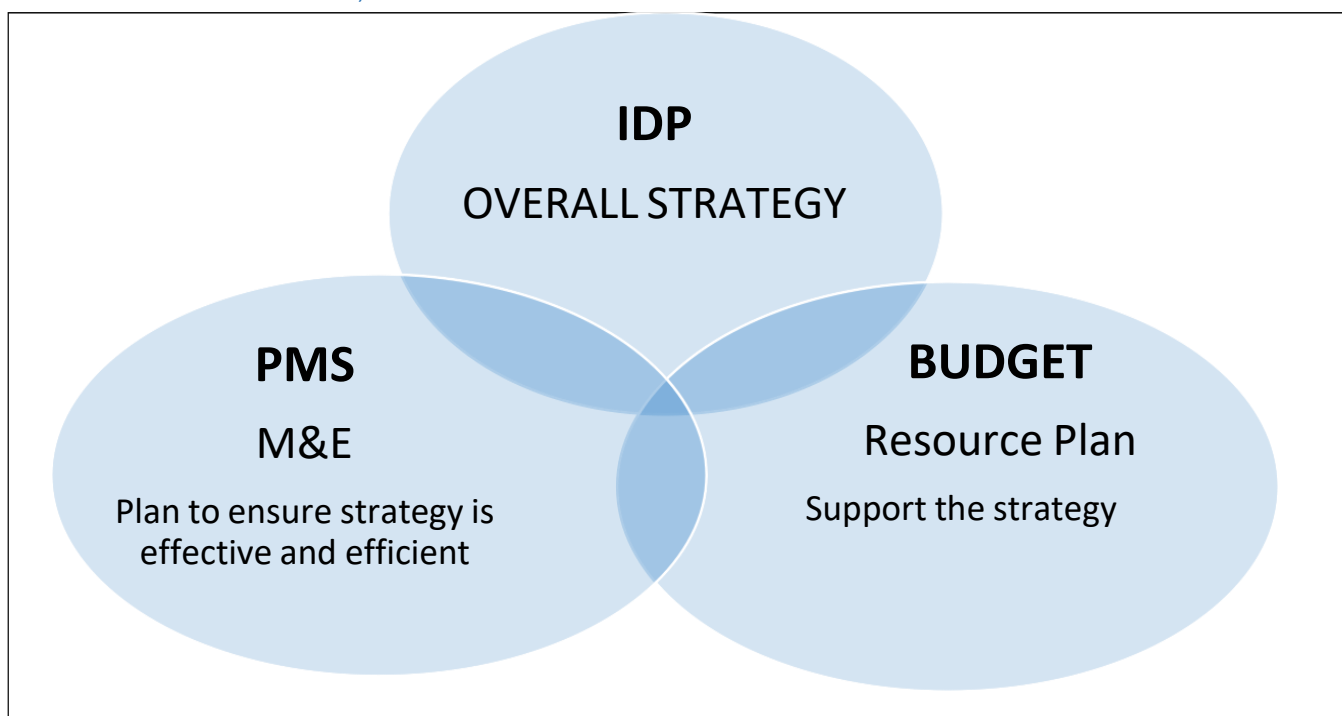 IDP
OVERALL STRATEGY
PMS
M&E
Plan to ensure strategy is
effective and efficient
BUDGET
Resource Plan
Support the strategy